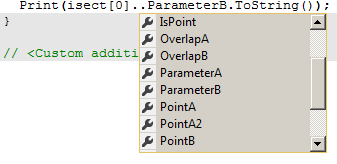 Print(isect[0]..ParameterB.ToString());
}
IsPoint
OverlapA
// <Custom additi
OverlapB
ParameterA
ParameterB
PointA
PointA2
PointB